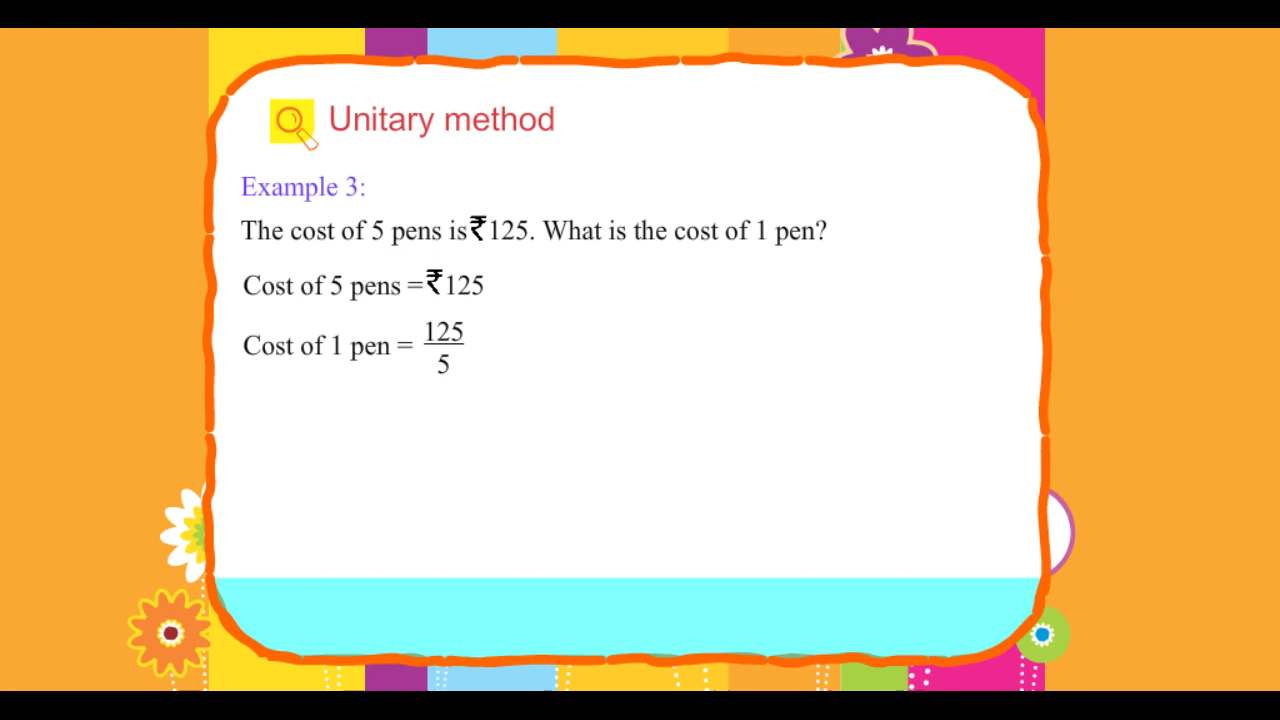 Unitary method
Example 3:
The cost of 5 pens is ₹125. What is the cost of 1 pen?
Cost of 5 pens = ₹125
Cost of 1 pen = 125/5